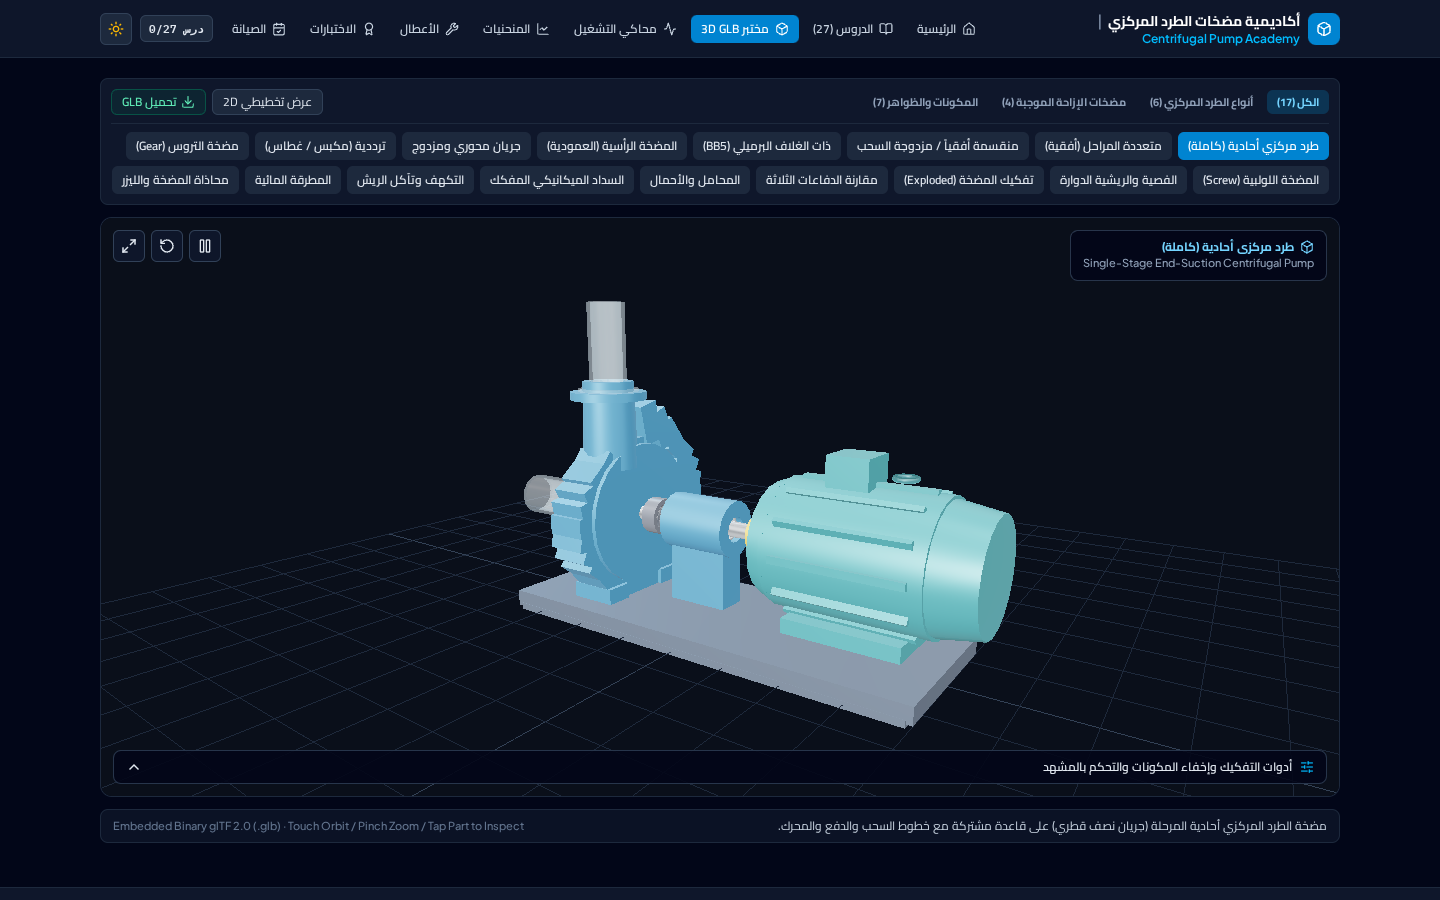 أكاديمية مضخات الطرد المركزي
Centrifugal Pump Academy
الرئيسية
الدروس (27)
مختبر 3D GLB
محاكي التشغيل
المنحنيات
الأعطال
الاختبارات
الصيانة
0/27 درس
الكل (17)
أنواع الطرد المركزي (6)
مضخات الإزاحة الموجبة (4)
المكونات والظواهر (7)
عرض تخطيطي 2D
تحميل GLB
طرد مركزي أحادية (كاملة)
متعددة المراحل (أفقية)
منقسمة أفقياً / مزدوجة السحب
ذات الغلاف البرميلي (BB5)
المضخة الرأسية (العمودية)
جريان محوري ومزدوج
ترددية (مكبس / غطاس)
مضخة التروس (Gear)
المضخة اللولبية (Screw)
الفصية والريشية الدوارة
تفكيك المضخة (Exploded)
مقارنة الدفاعات الثلاثة
المحامل والأحمال
السداد الميكانيكي المفكك
التكهف وتآكل الريش
المطرقة المائية
محاذاة المضخة والليزر
طرد مركزي أحادية (كاملة)
Single-Stage End-Suction Centrifugal Pump
أدوات التفكيك وإخفاء المكونات والتحكم بالمشهد
مضخة الطرد المركزي أحادية المرحلة (جريان نصف قطري) على قاعدة مشتركة مع خطوط السحب والدفع والمحرك.
Embedded Binary glTF 2.0 (.glb) · Touch Orbit / Pinch Zoom / Tap Part to Inspect